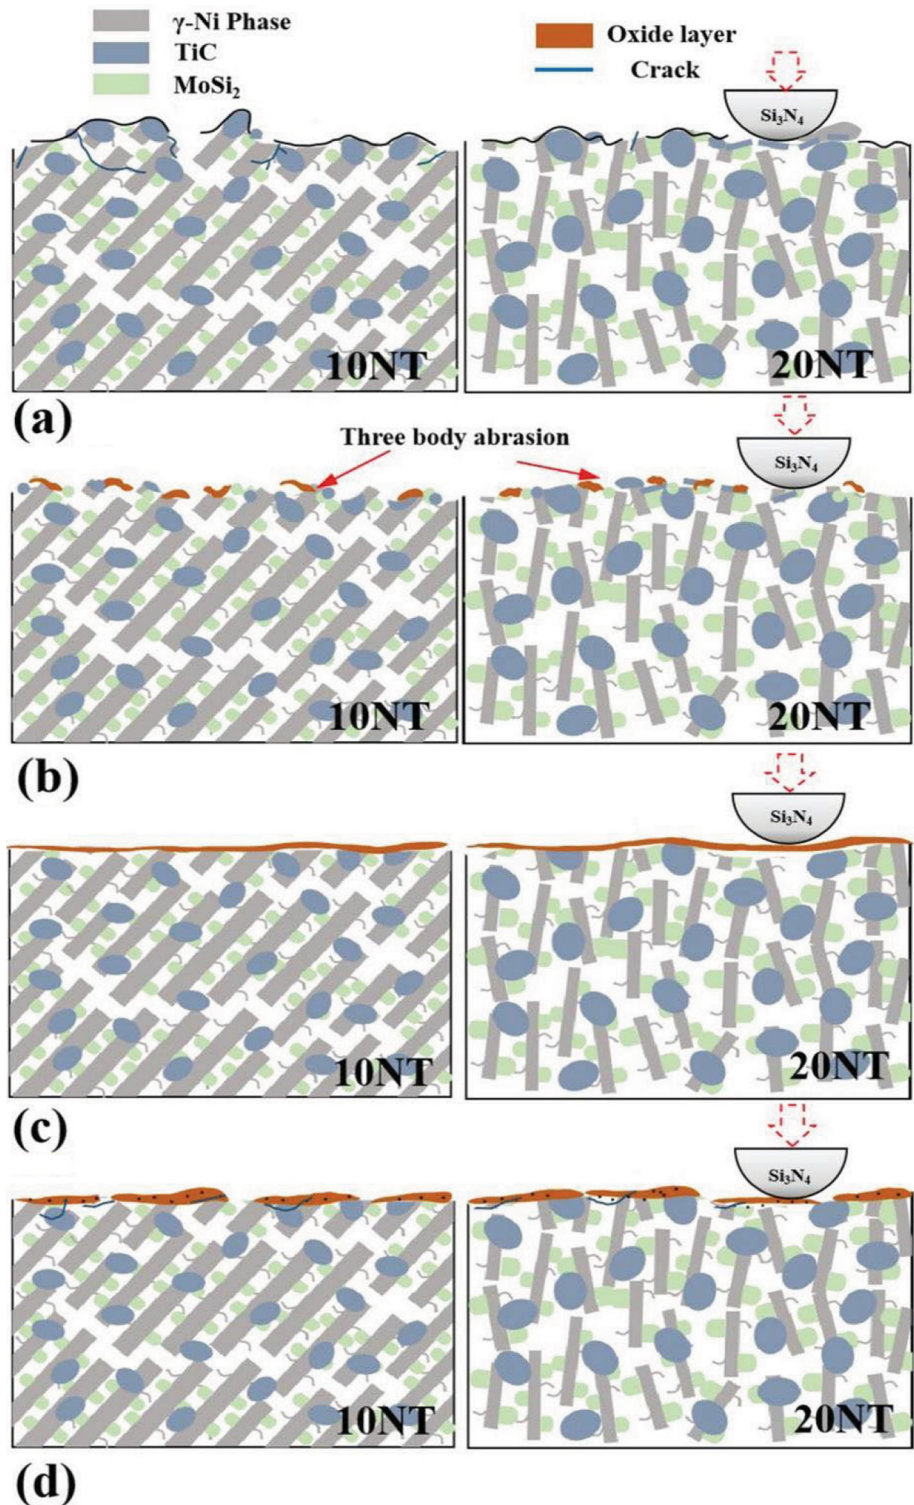 γ-Ni Phase
TiC
MoSi₂
Oxide layer
Crack
Si₃N₄
10NT
20NT
(a)
Three body abrasion
Si₃N₄
10NT
20NT
(b)
Si₃N₄
10NT
20NT
(c)
Si₃N₄
10NT
20NT
(d)